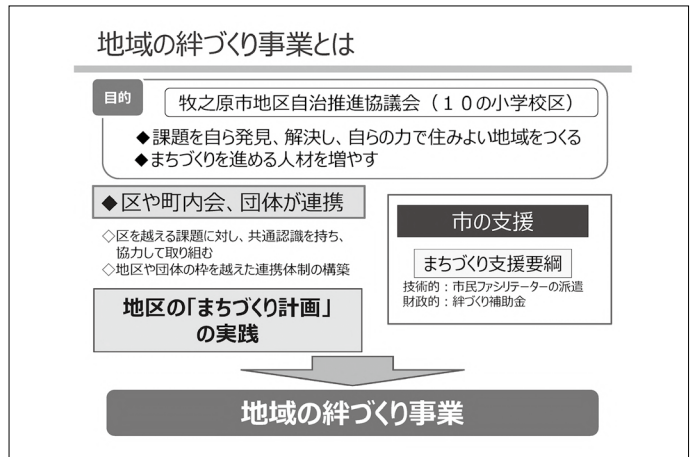 地域の絆づくり事業とは
目的
牧之原市地区自治推進協議会（１０の小学校区）
◆課題を自ら発見、解決し、自らの力で住みよい地域をつくる
◆まちづくりを進める人材を増やす
◆区や町内会、団体が連携
◇区を越える課題に対し、共通認識を持ち、
協力して取り組む
◇地区や団体の枠を越えた連携体制の構築
地区の「まちづくり計画」
の実践
市の支援
まちづくり支援要綱
技術的：市民ファシリテーターの派遣
財政的：絆づくり補助金
地域の絆づくり事業